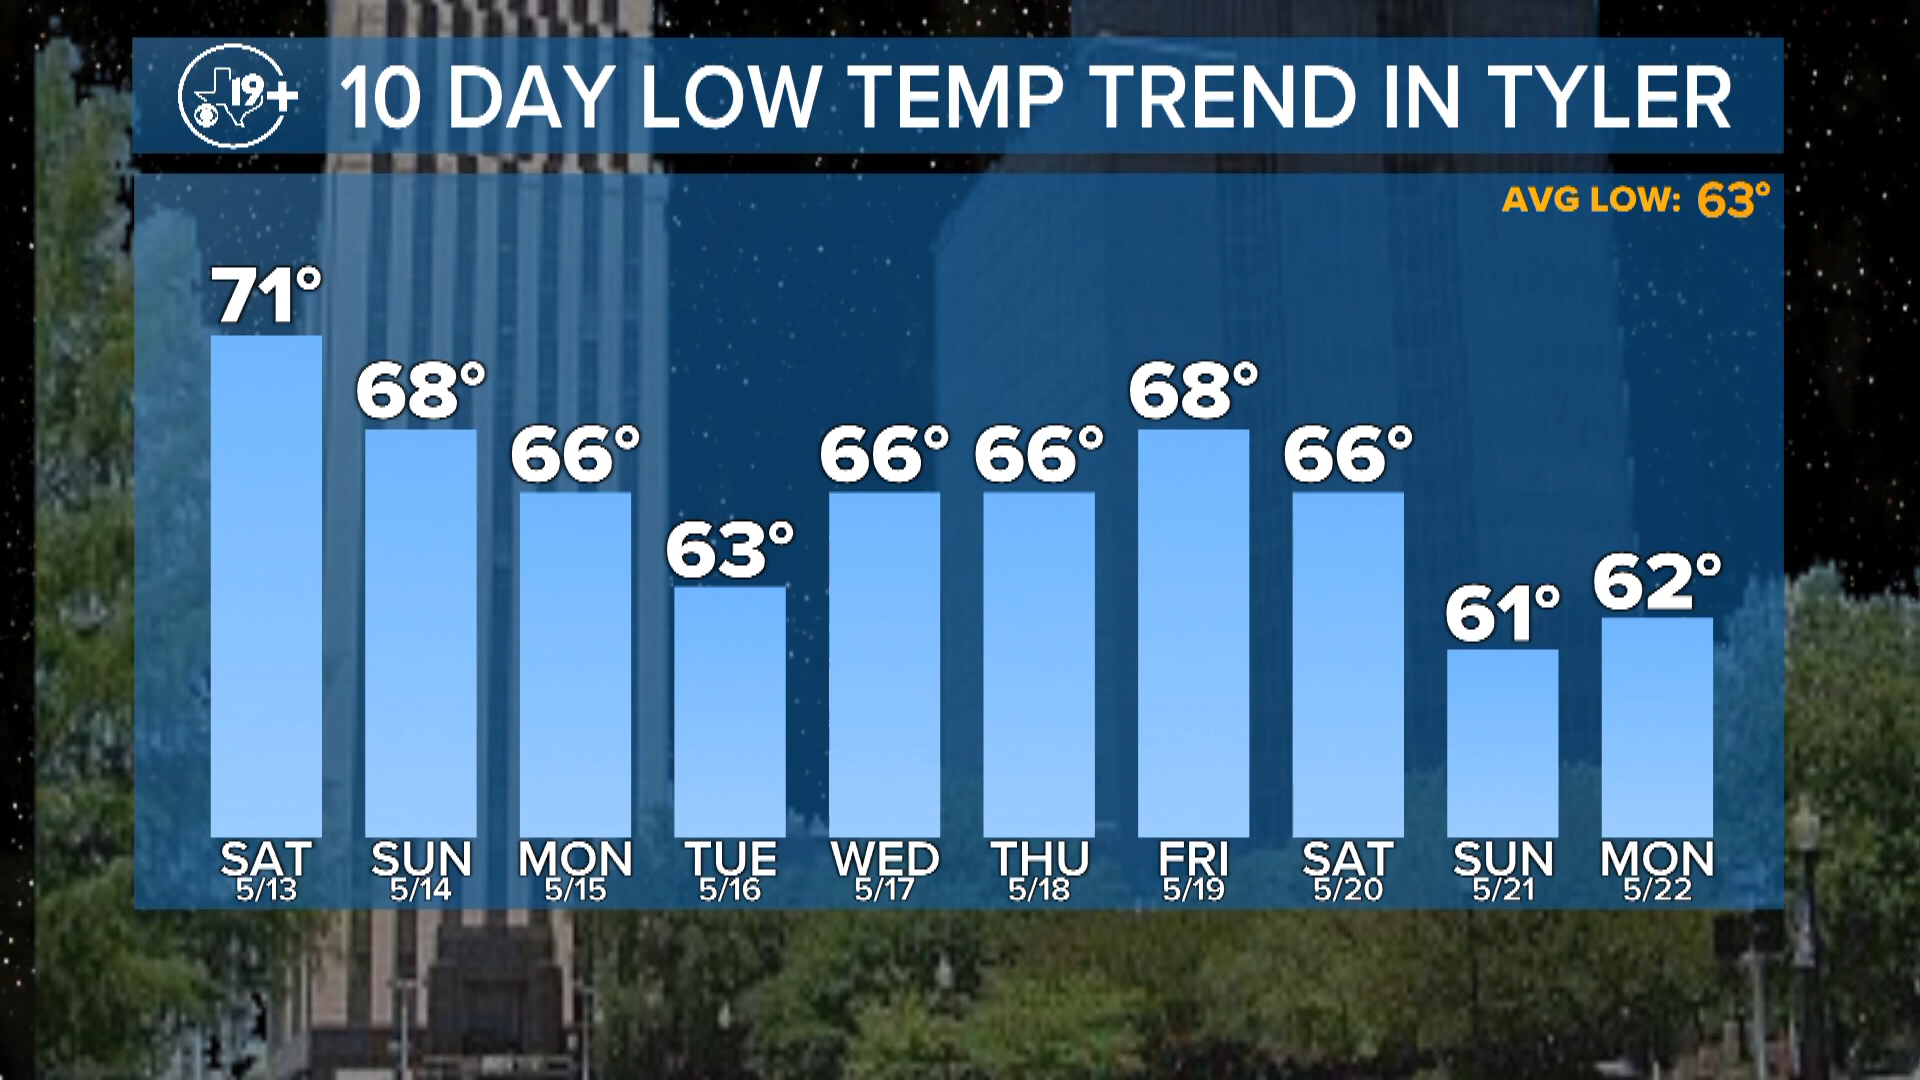 19+
10 DAY LOW TEMP TREND IN TYLER
AVG LOW: 63°
71° 68° 66° 63° 66° 66° 68° 66° 61° 62°
SAT SUN MON TUE WED THU FRI SAT SUN MON
5/13 5/14 5/15 5/16 5/17 5/18 5/19 5/20 5/21 5/22